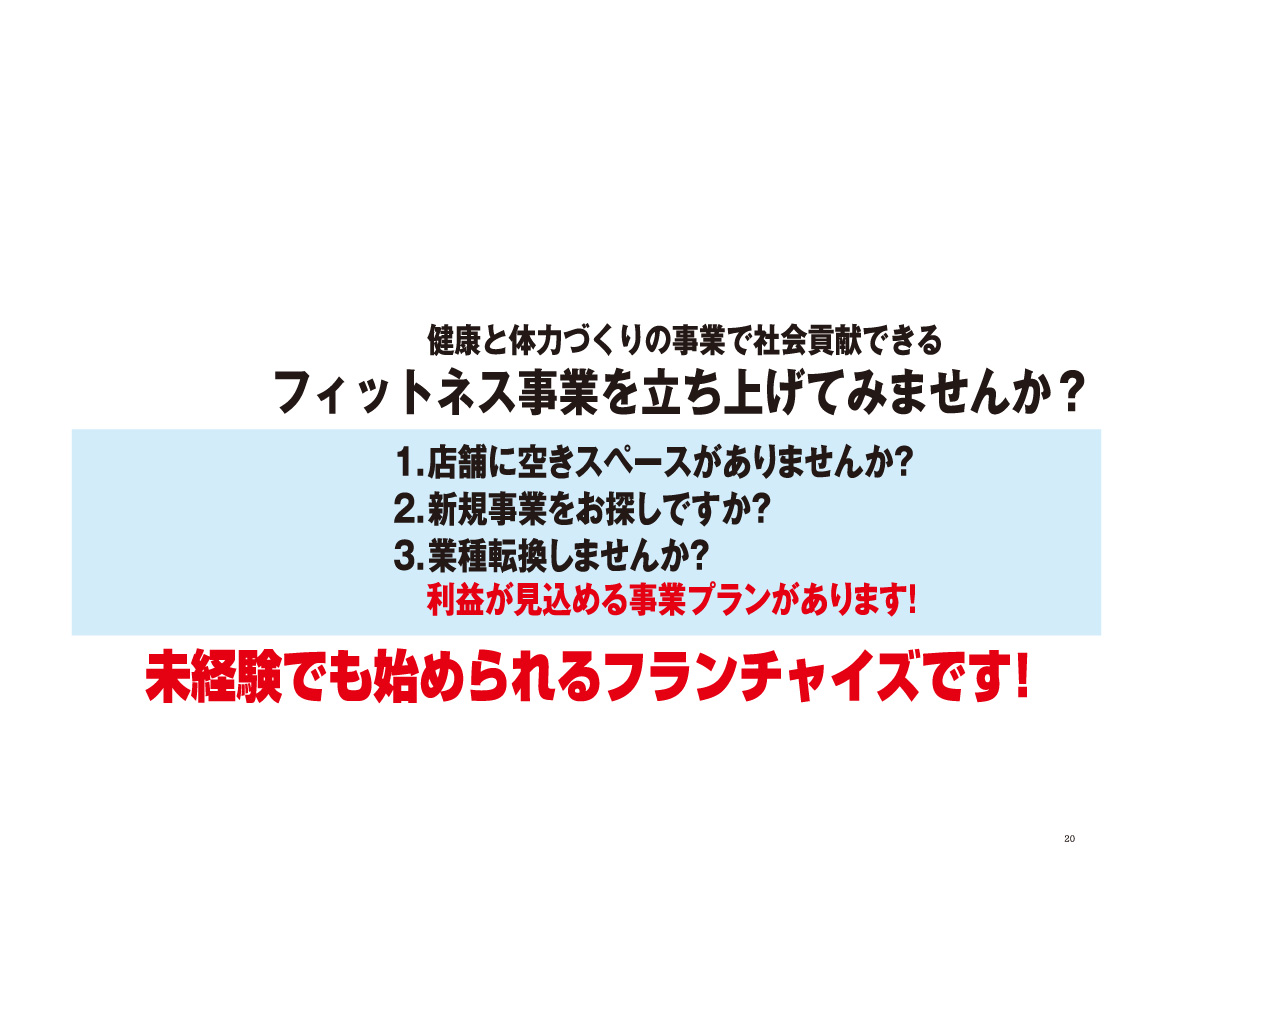 健康と体力づくりの事業で社会貢献できる
フィットネス事業を立ち上げてみませんか？
1.店舗に空きスペースがありませんか?
2.新規事業をお探しですか?
3.業種転換しませんか?
利益が見込める事業プランがあります!
未経験でも始められるフランチャイズです!
20